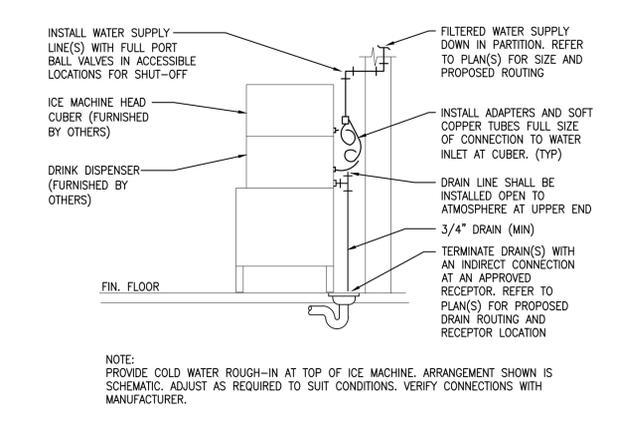 INSTALL WATER SUPPLY
LINE(S) WITH FULL PORT
BALL VALVES IN ACCESSIBLE
LOCATIONS FOR SHUT-OFF
ICE MACHINE HEAD
CUBER (FURNISHED
BY OTHERS)
DRINK DISPENSER
(FURNISHED BY
OTHERS)
FIN. FLOOR
FILTERED WATER SUPPLY
DOWN IN PARTITION. REFER
TO PLAN(S) FOR SIZE AND
PROPOSED ROUTING
INSTALL ADAPTERS AND SOFT
COPPER TUBES FULL SIZE
OF CONNECTION TO WATER
INLET AT CUBER. (TYP)
DRAIN LINE SHALL BE
INSTALLED OPEN TO
ATMOSPHERE AT UPPER END
3/4" DRAIN (MIN)
TERMINATE DRAIN(S) WITH
AN INDIRECT CONNECTION
AT AN APPROVED
RECEPTOR. REFER TO
PLAN(S) FOR PROPOSED
DRAIN ROUTING AND
RECEPTOR LOCATION
NOTE:
PROVIDE COLD WATER ROUGH-IN AT TOP OF ICE MACHINE. ARRANGEMENT SHOWN IS
SCHEMATIC. ADJUST AS REQUIRED TO SUIT CONDITIONS. VERIFY CONNECTIONS WITH
MANUFACTURER.